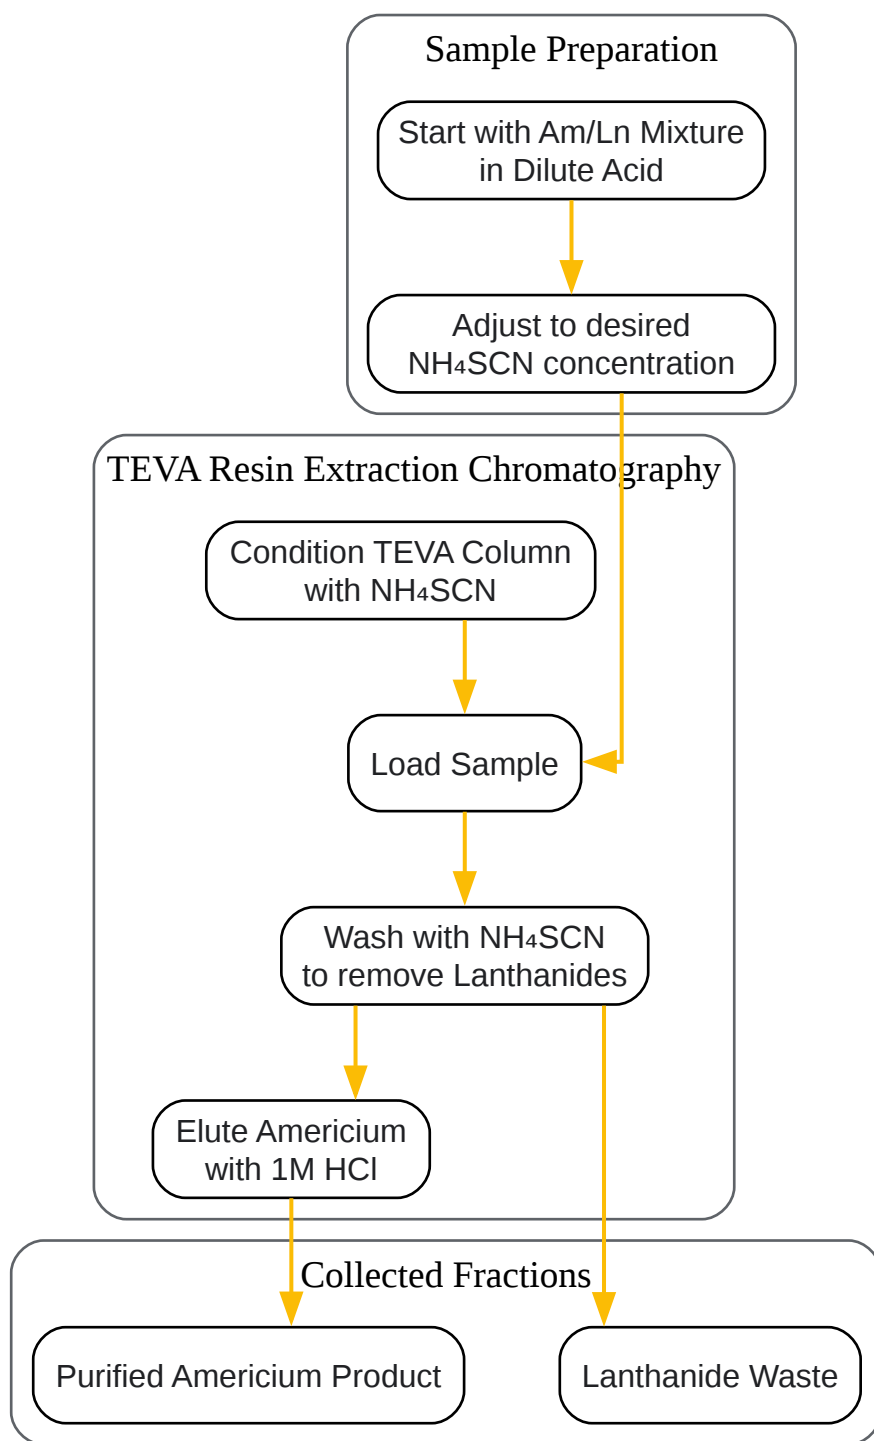 Sample Preparation
Start with Am/Ln Mixture
in Dilute Acid
Adjust to desired
NH₄SCN concentration
TEVA Resin Extraction Chromatography
Condition TEVA Column
with NH₄SCN
Load Sample
Wash with NH₄SCN
to remove Lanthanides
Elute Americium
with 1M HCl
Collected Fractions
Purified Americium Product
Lanthanide Waste